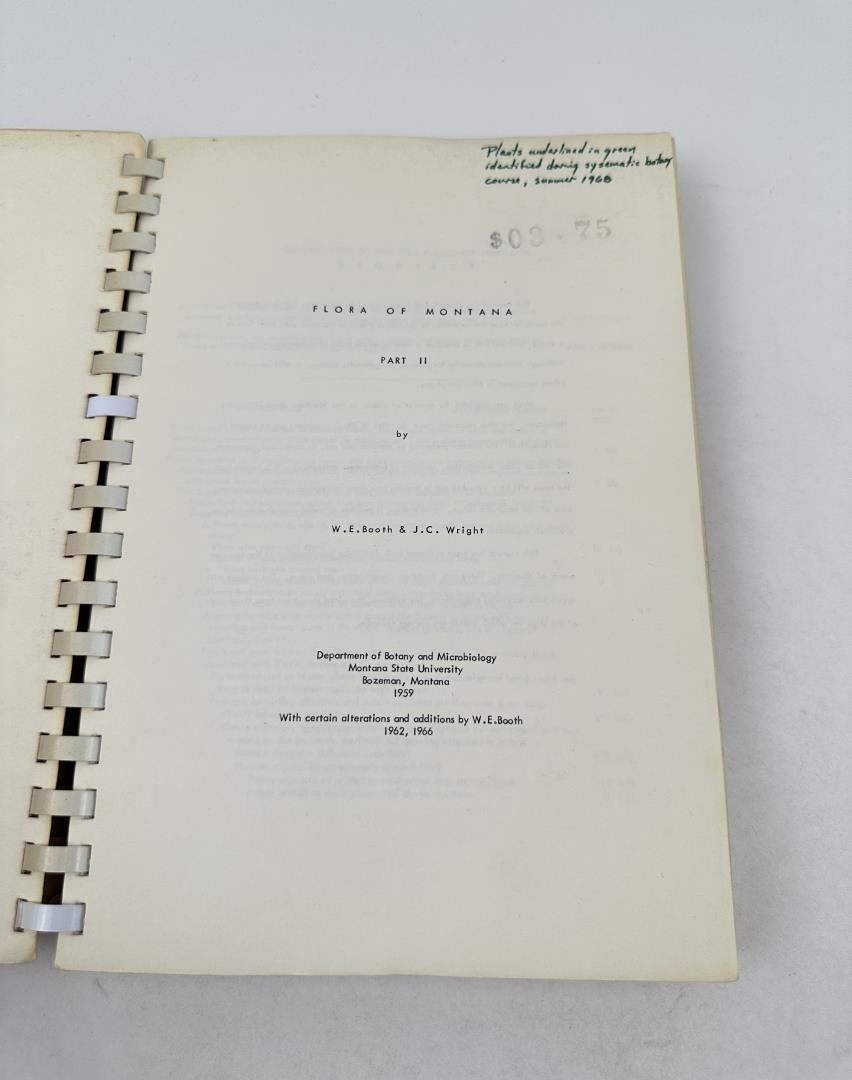 Plants underlined in green
identified during systematic botany
course, summer 1968
$03.75
FLORA OF MONTANA
PART II
by
W.E.Booth & J.C. Wright
Department of Botany and Microbiology
Montana State University
Bozeman, Montana
1959
With certain alterations and additions by W.E.Booth
1962, 1966